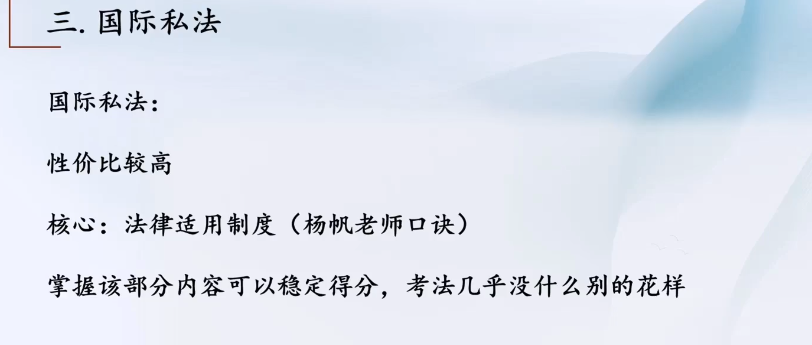 三. 国际私法
国际私法：
性价比较高
核心：法律适用制度（杨帆老师口诀）
掌握该部分内容可以稳定得分，考法几乎没什么别的花样